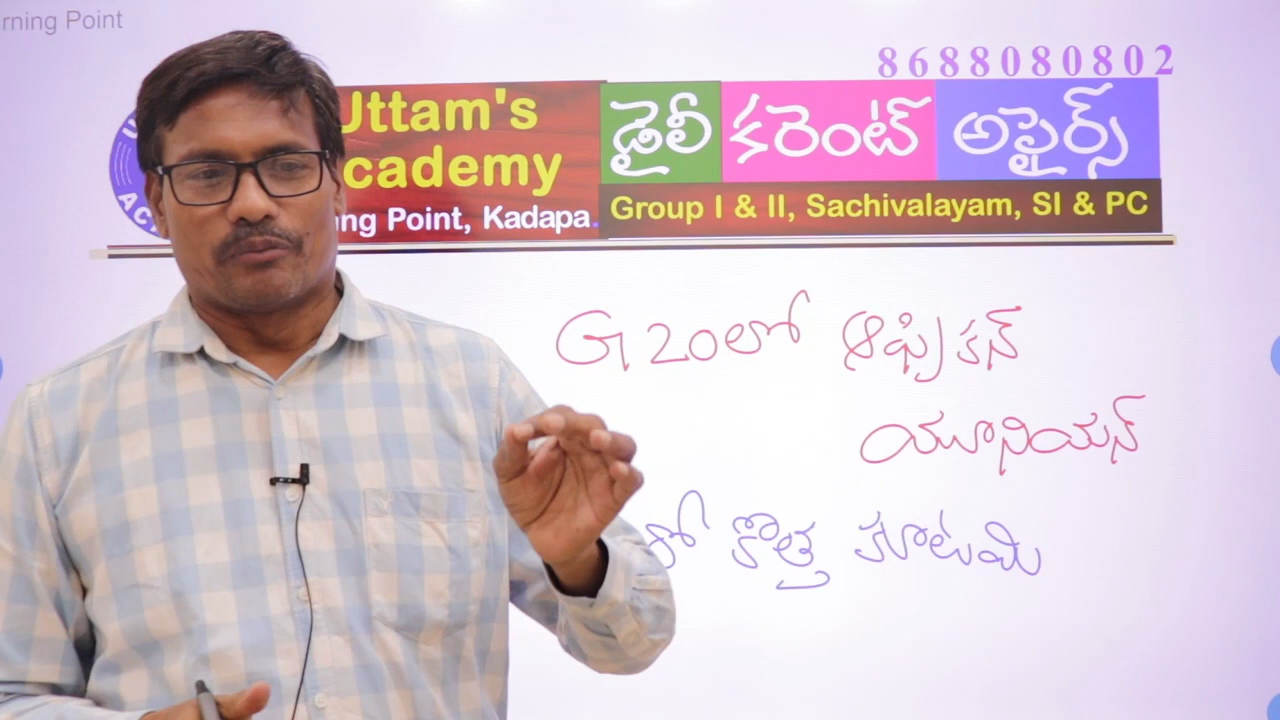 rning Point
8688080802
Uttam's
cademy
ng Point, Kadapa.
డైలీ కరెంట్ అఫైర్స్
Group I & II, Sachivalayam, SI & PC
G20లో ఆఫ్రికన్
యూనియన్
లో కొత్త కూటమి